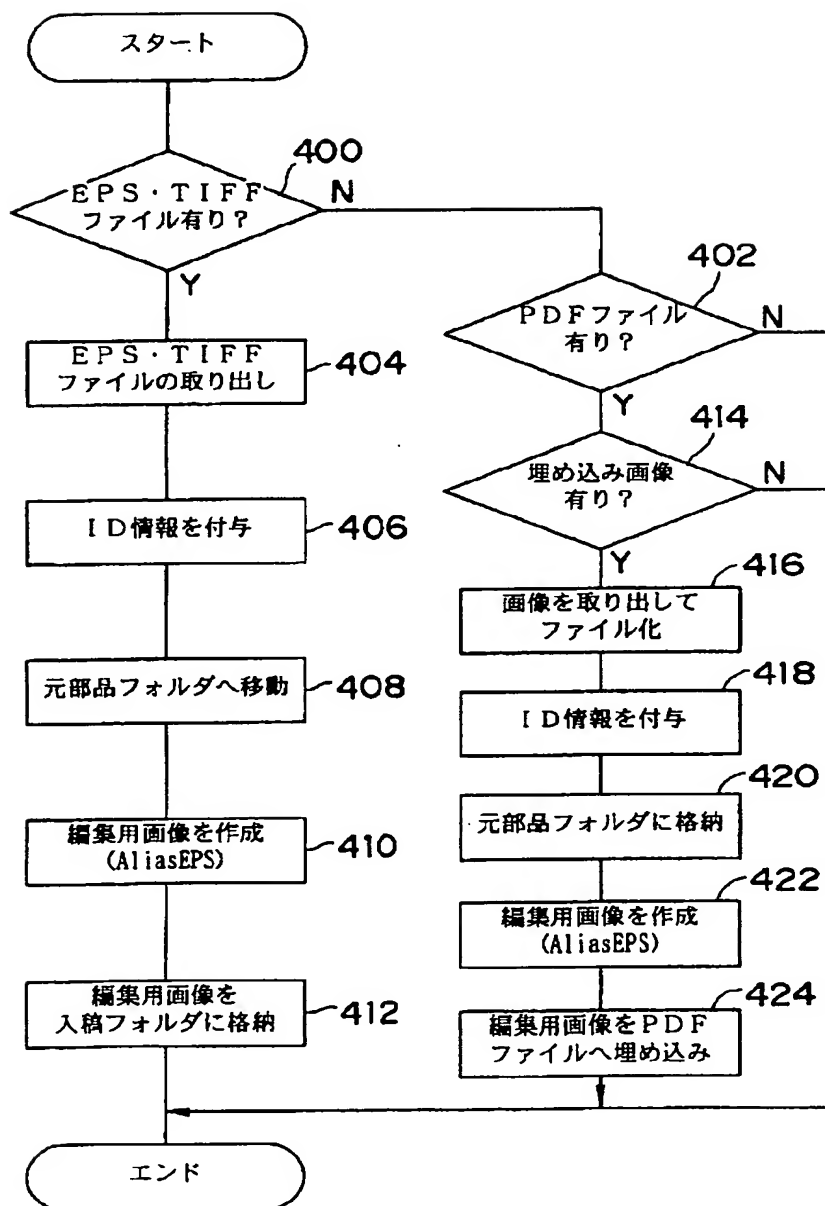 スタート
400
EPS・TIFF
ファイル有り?
N
Y
402
PDFファイル
有り?
N
Y
EPS・TIFF
ファイルの取り出し
404
414
埋め込み画像
有り?
N
Y
ID情報を付与
406
416
画像を取り出して
ファイル化
元部品フォルダへ移動
408
418
ID情報を付与
420
元部品フォルダに格納
編集用画像を作成
(AliasEPS)
410
422
編集用画像を作成
(AliasEPS)
編集用画像を
入稿フォルダに格納
412
424
編集用画像をPDF
ファイルへ埋め込み
エンド